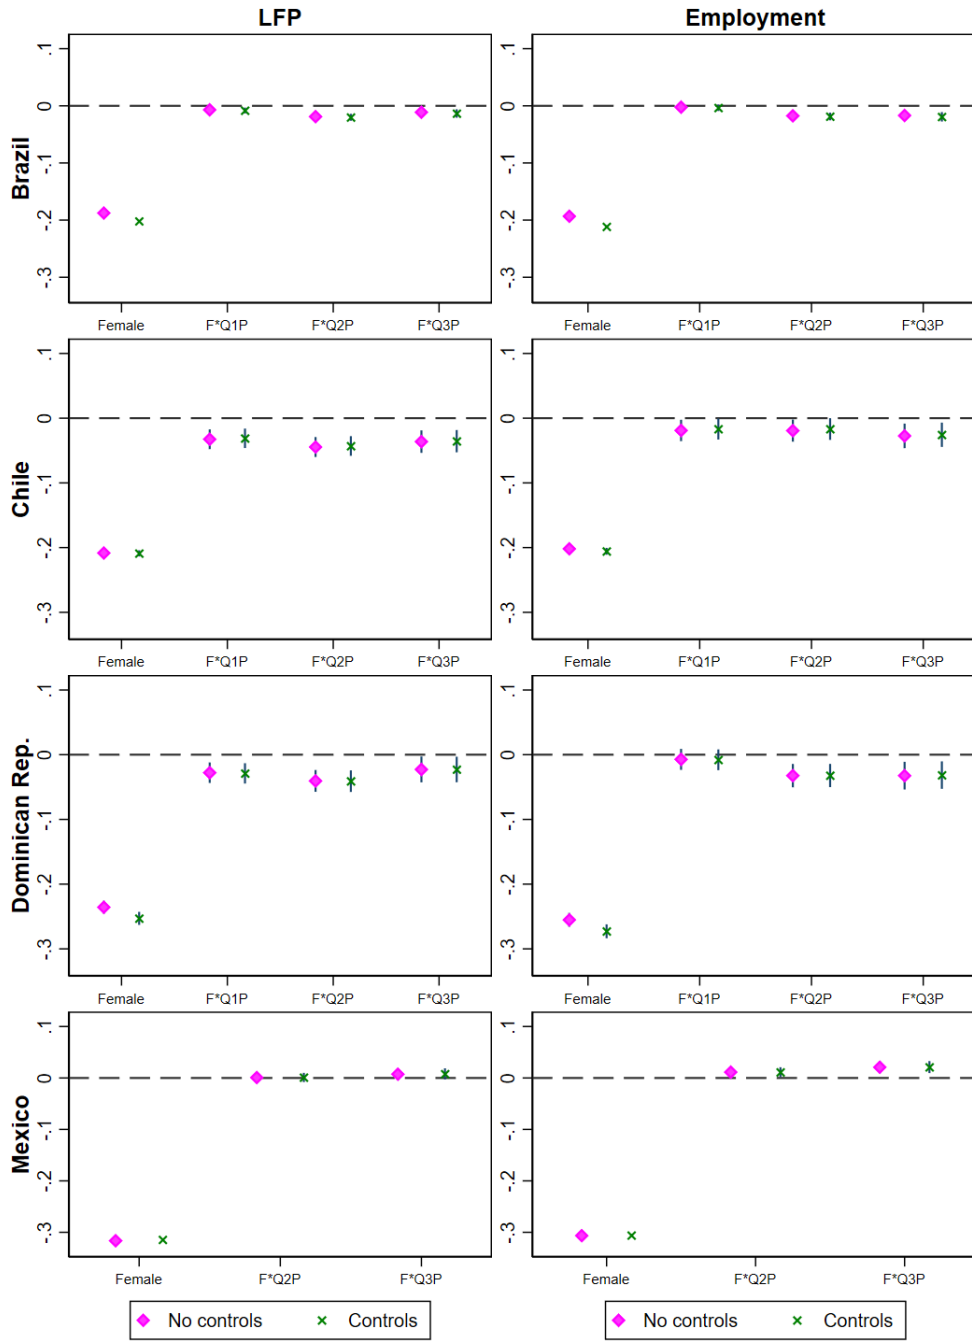 LFP
Employment
Brazil
.1
0
-.1
-.2
-.3
Female F*Q1P F*Q2P F*Q3P
.1
0
-.1
-.2
-.3
Female F*Q1P F*Q2P F*Q3P
Chile
.1
0
-.1
-.2
-.3
Female F*Q1P F*Q2P F*Q3P
.1
0
-.1
-.2
-.3
Female F*Q1P F*Q2P F*Q3P
Dominican Rep.
.1
0
-.1
-.2
-.3
Female F*Q1P F*Q2P F*Q3P
.1
0
-.1
-.2
-.3
Female F*Q1P F*Q2P F*Q3P
Mexico
.1
0
-.1
-.2
-.3
Female F*Q2P F*Q3P
.1
0
-.1
-.2
-.3
Female F*Q2P F*Q3P
No controls Controls
No controls Controls